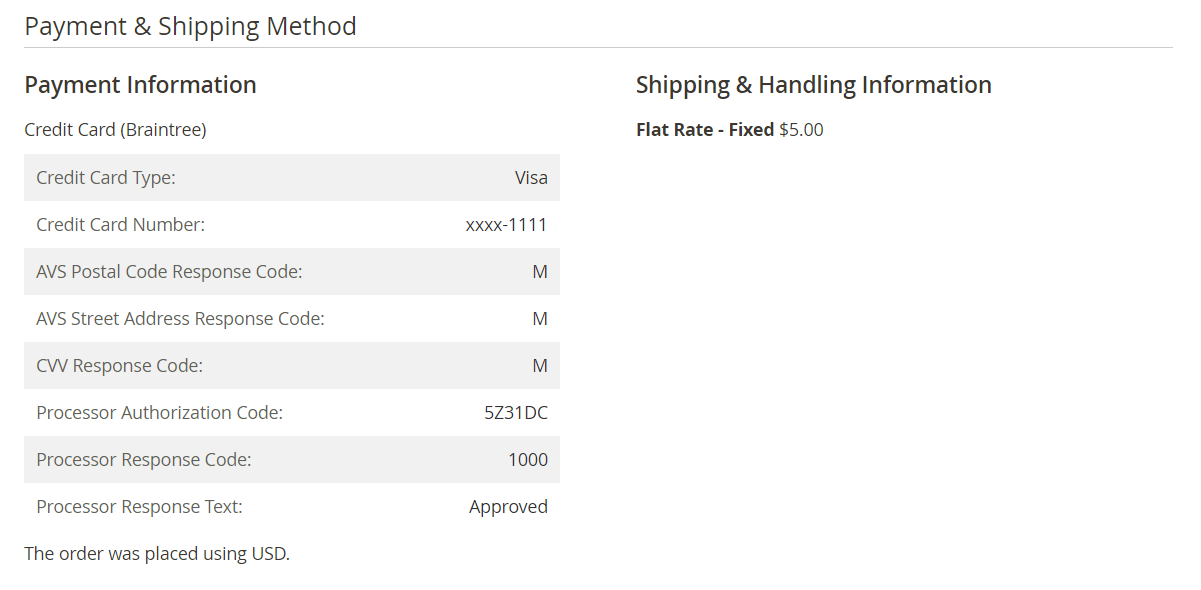 Payment & Shipping Method
Payment Information
Credit Card (Braintree)
Credit Card Type: Visa
Credit Card Number: xxxx-1111
AVS Postal Code Response Code: M
AVS Street Address Response Code: M
CVV Response Code: M
Processor Authorization Code: 5Z31DC
Processor Response Code: 1000
Processor Response Text: Approved
The order was placed using USD.
Shipping & Handling Information
Flat Rate - Fixed $5.00